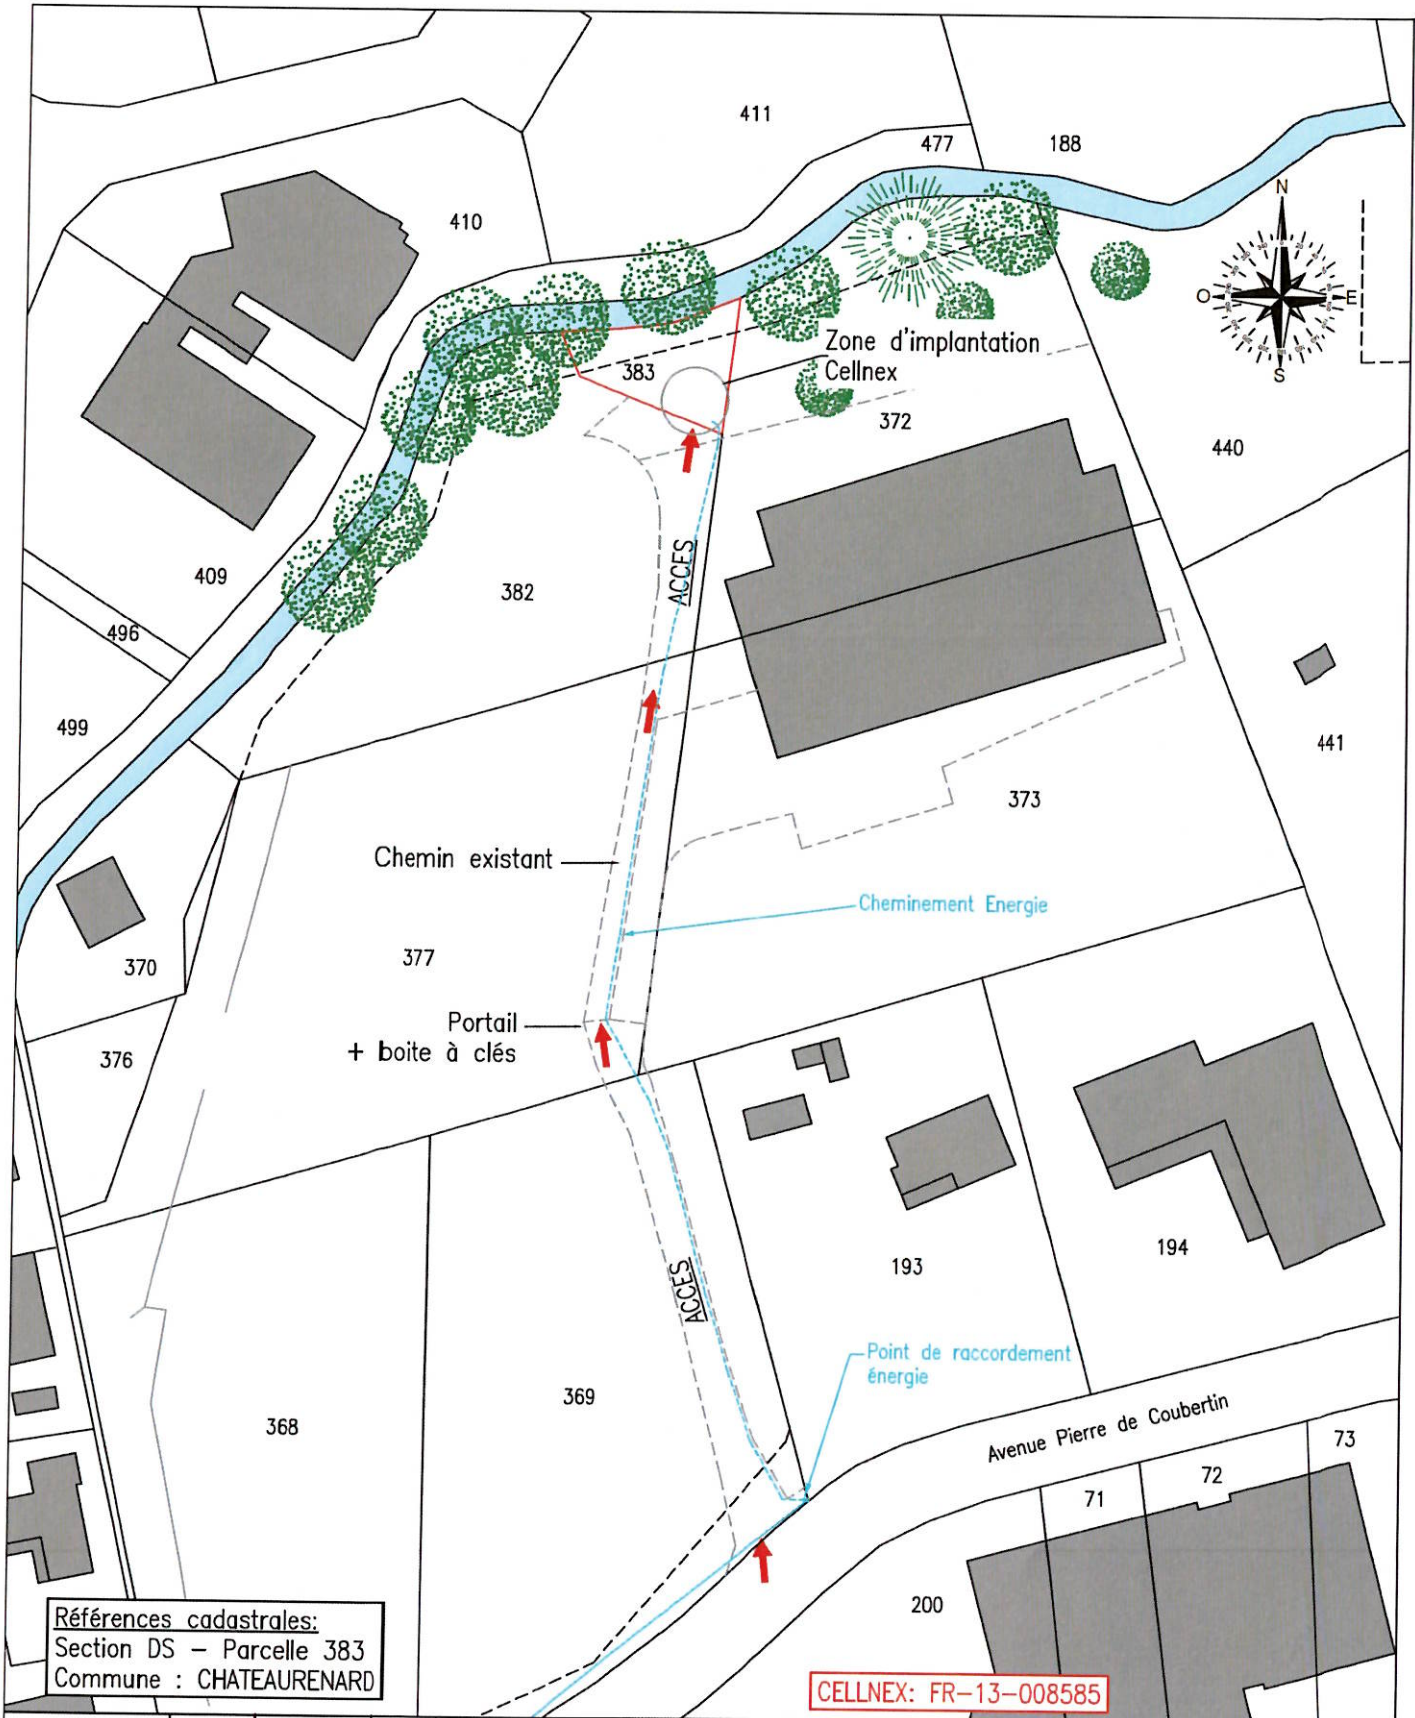 411
477
188
410
N
O
E
S
Zone d'implantation
Cellnex
383
372
440
ACCES
409
382
496
499
441
373
Chemin existant
Cheminement Energie
377
370
Portail
+ boite à clés
376
193
194
ACCES
Point de raccordement
énergie
369
368
Avenue Pierre de Coubertin
73
72
71
200
Références cadastrales:
Section DS – Parcelle 383
Commune : CHATEAURENARD
CELLNEX: FR-13-008585